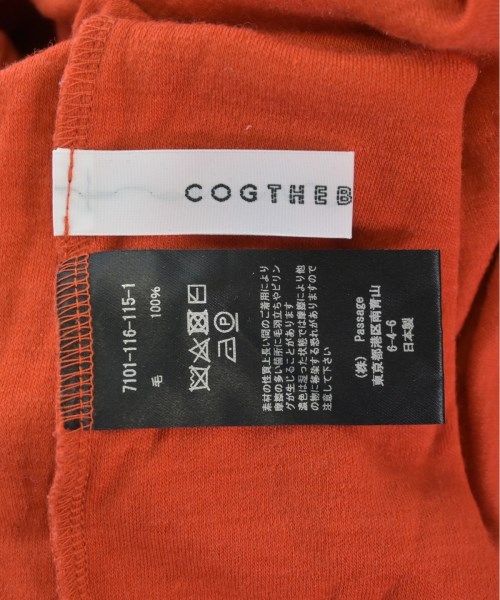 COGTHEB
7101-110-115-1
毛 100%
素材の性質上長い間のご着用により
摩擦の多い箇所に毛羽立ちやピリン
グが生じることがあります
濃色は湿った状態では摩擦により他
の物に移染する恐れがありますので
注意して下さい
(株) Passage
東京都港区南青山
6-4-6
日本製